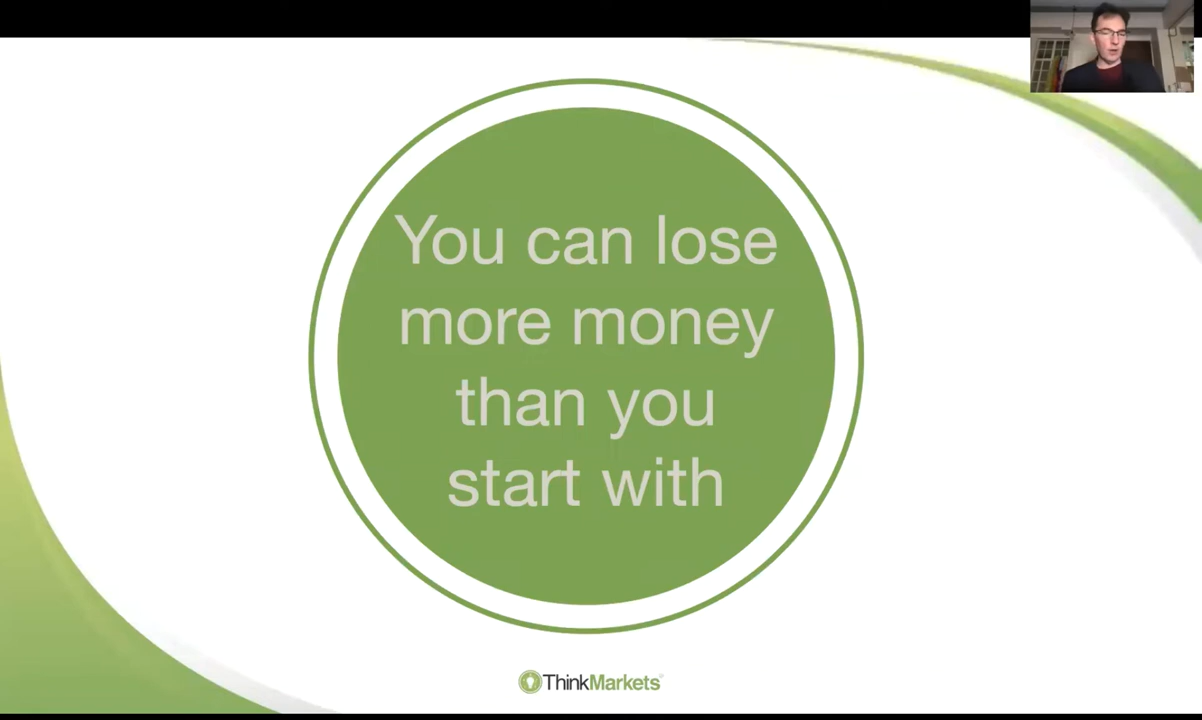 You can lose
more money
than you
start with
ThinkMarkets